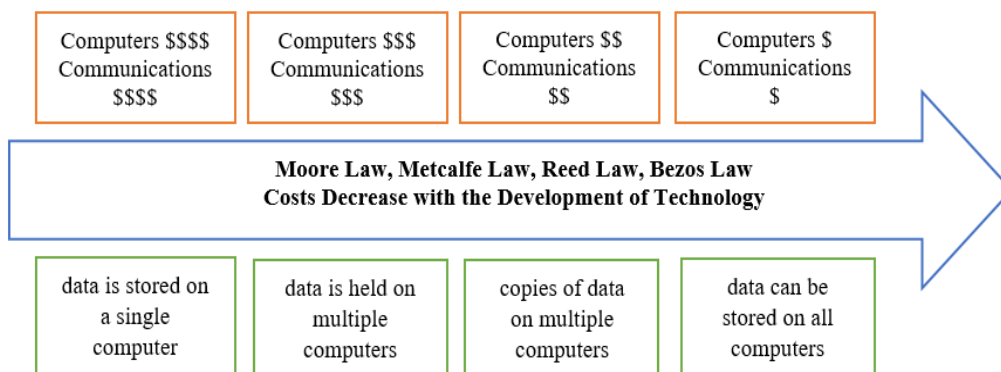 Computers $$$$
Communications
$$$$
Computers $$$
Communications
$$$
Computers $$
Communications
$$
Computers $
Communications
$
Moore Law, Metcalfe Law, Reed Law, Bezos Law
Costs Decrease with the Development of Technology
data is stored on
a single
computer
data is held on
multiple
computers
copies of data
on multiple
computers
data can be
stored on all
computers